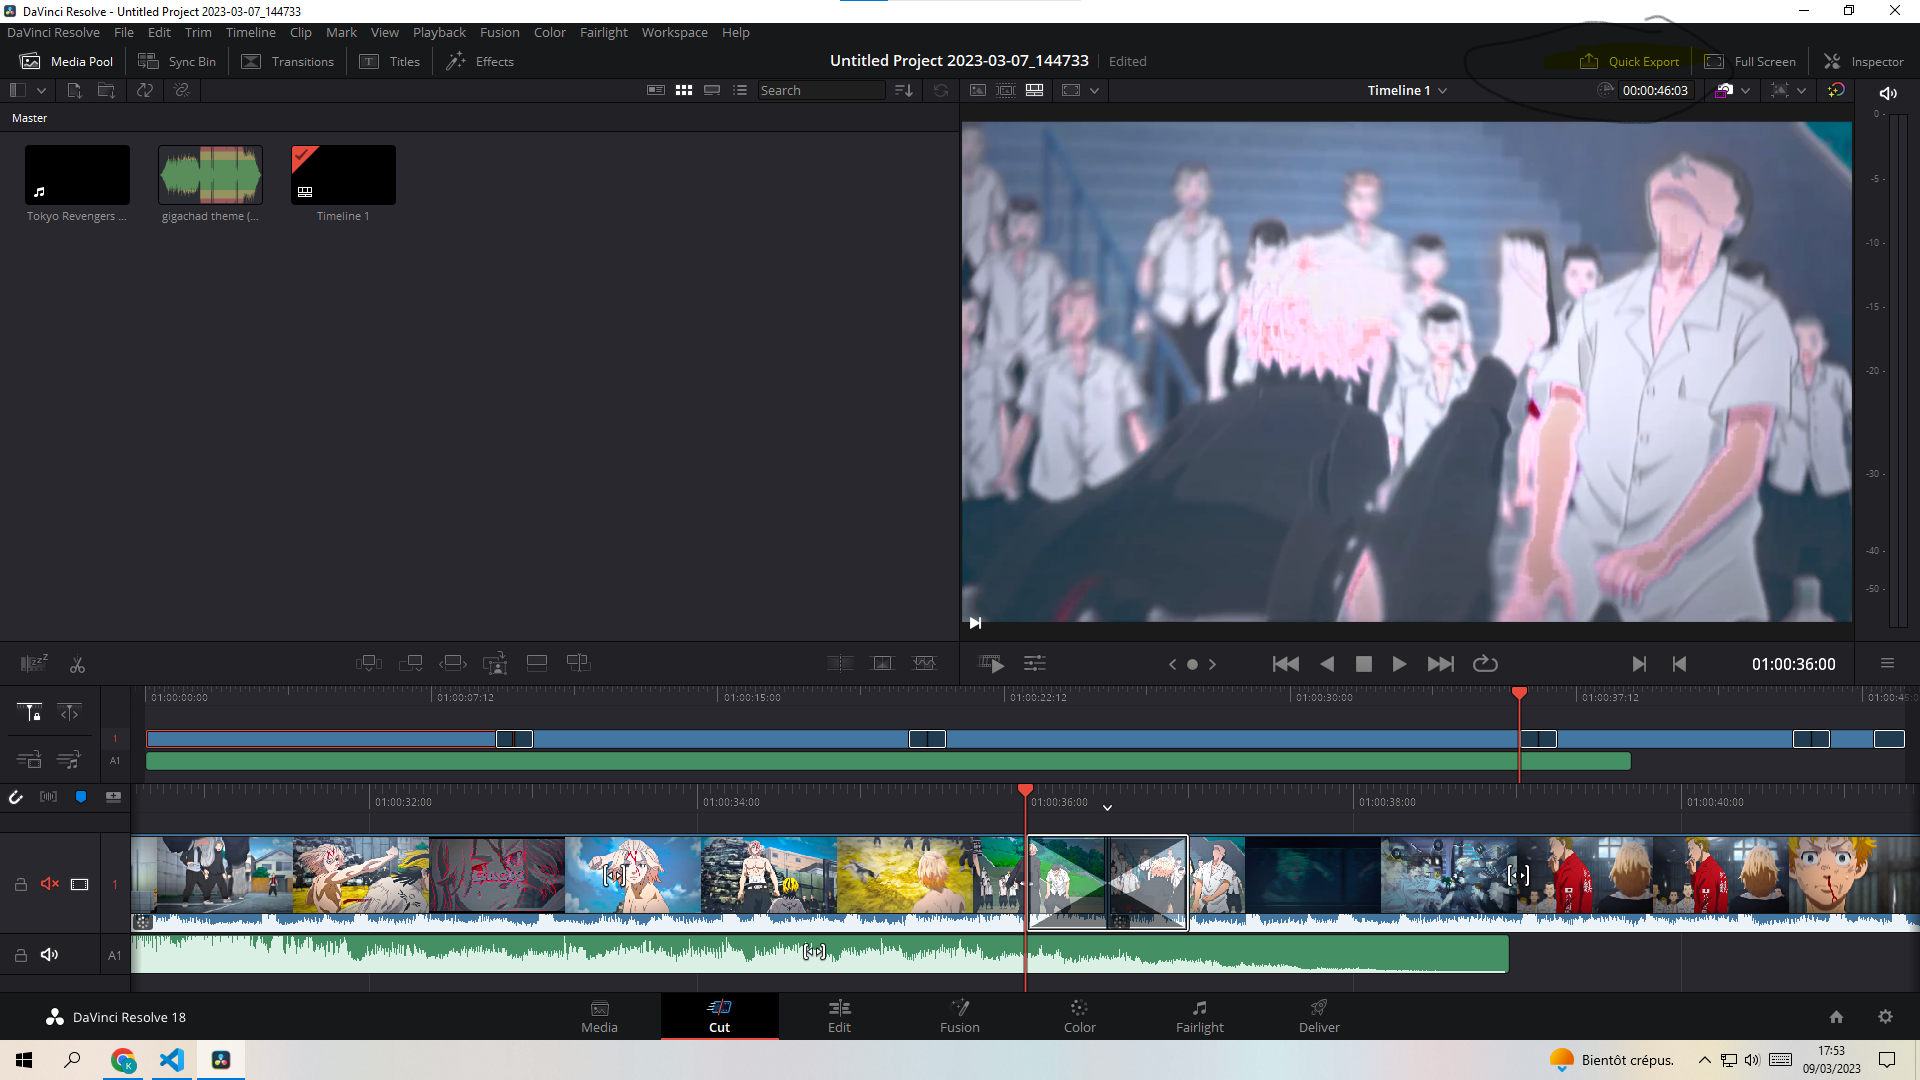 DaVinci Resolve - Untitled Project 2023-03-07_144733
DaVinci Resolve File Edit Trim Timeline Clip Mark View Playback Fusion Color Fairlight Workspace Help
Media Pool Sync Bin Transitions Titles Effects Untitled Project 2023-03-07_144733 Edited Quick Export Full Screen Inspector
Search Timeline 1 00:00:46:03
Master
Tokyo Revengers ... gigachad theme (... Timeline 1
0
-5
-10
-15
-20
-30
-40
-50
01:00:36:00
01:00:00:00 01:00:07:12 01:00:15:00 01:00:22:12 01:00:30:00 01:00:37:12 01:00:45:0
1
A1
01:00:32:00 01:00:34:00 01:00:36:00 01:00:38:00 01:00:40:00
1
A1
DaVinci Resolve 18 Media Cut Edit Fusion Color Fairlight Deliver
K Bientôt crépus. 17:53
09/03/2023